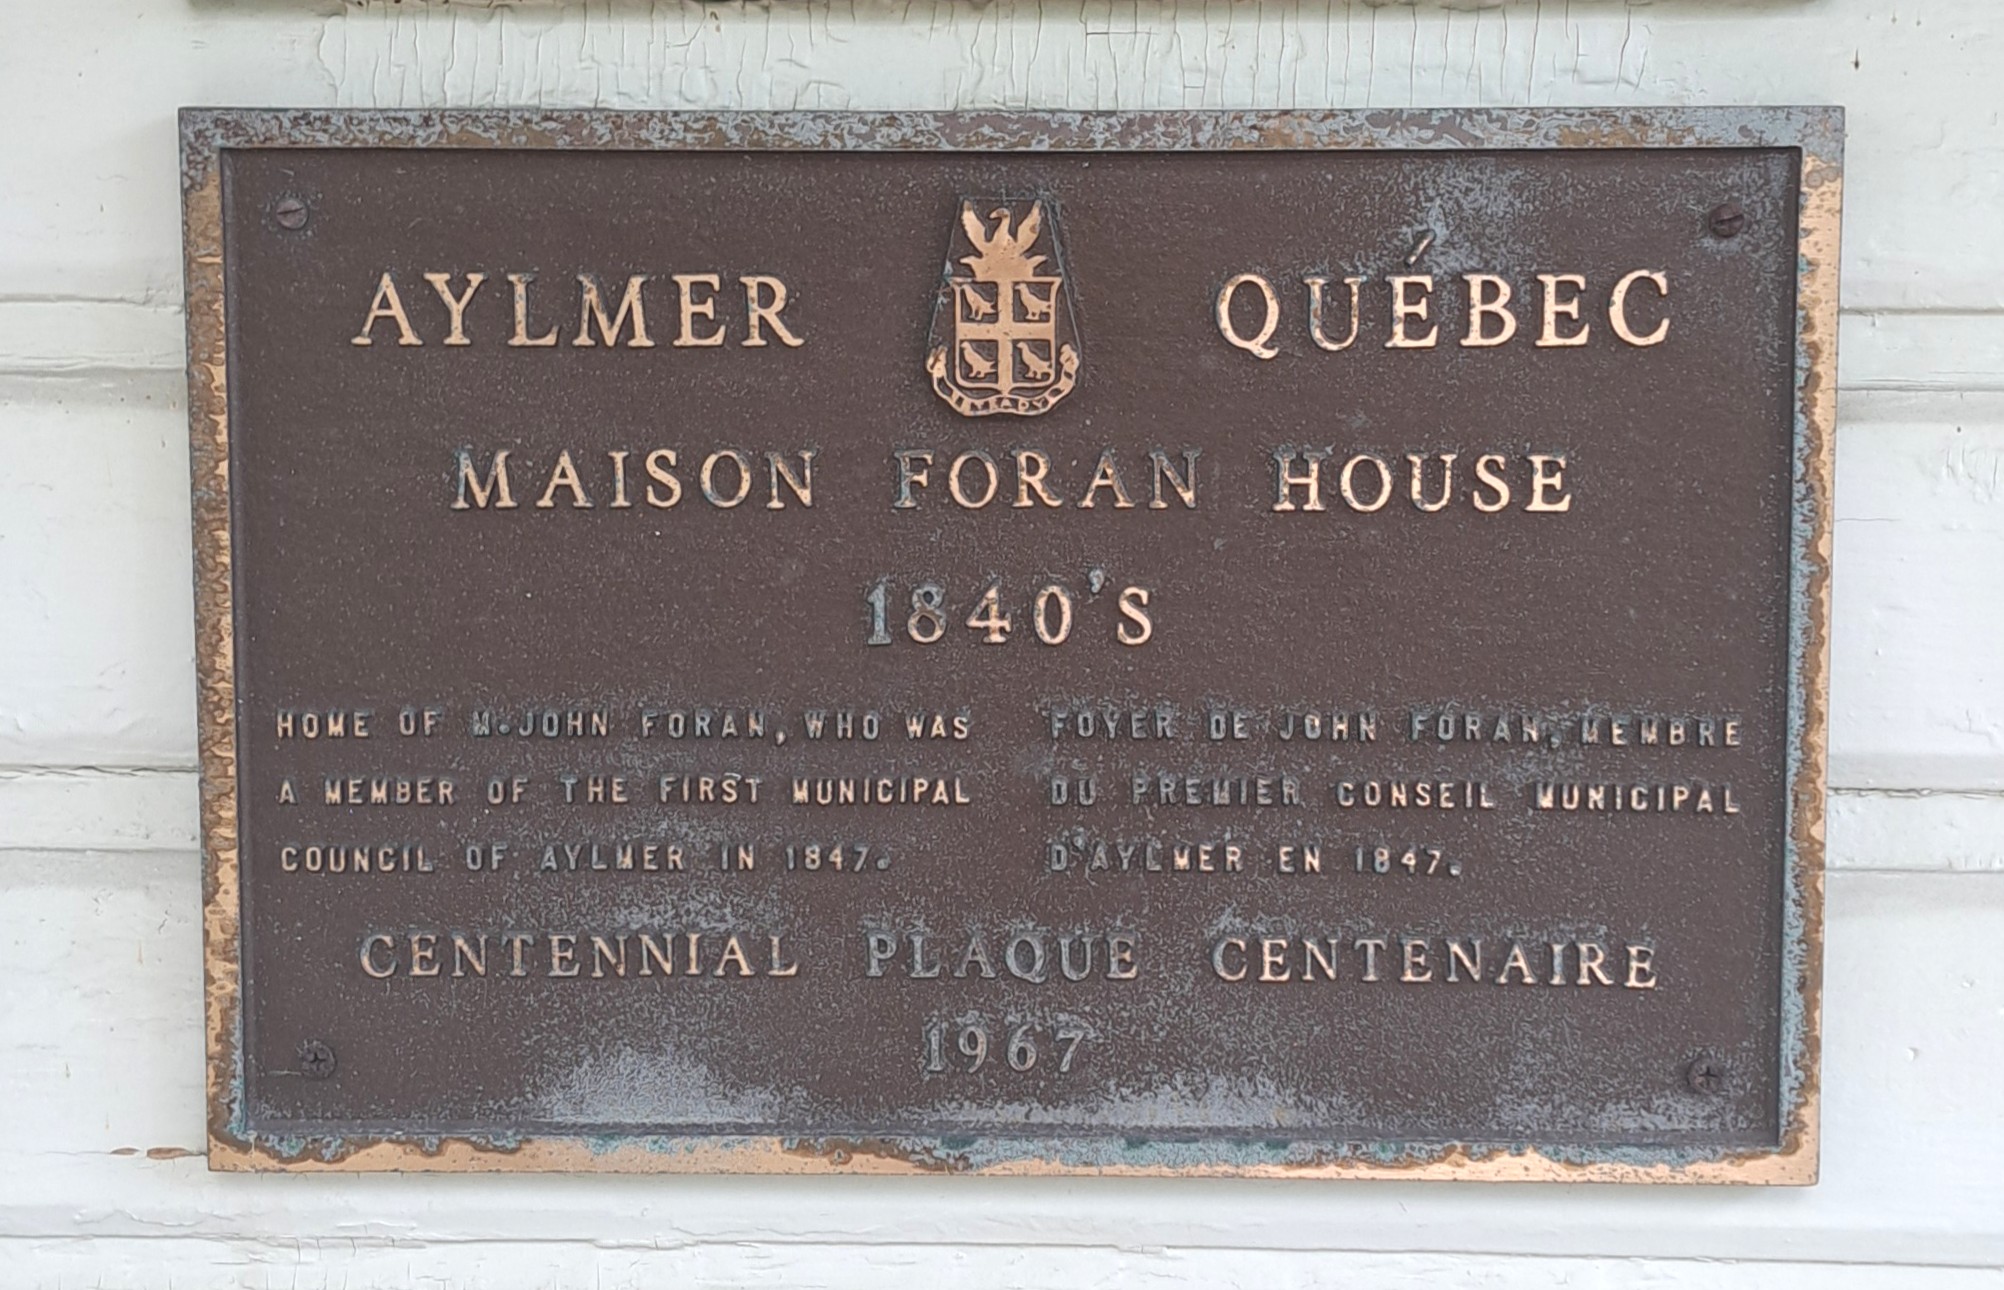 AYLMER QUÉBEC
STEADY
MAISON FORAN HOUSE
1840'S
HOME OF M.JOHN FORAN, WHO WAS
A MEMBER OF THE FIRST MUNICIPAL
COUNCIL OF AYLMER IN 1847.
FOYER DE JOHN FORAN, MEMBRE
DU PREMIER CONSEIL MUNICIPAL
D'AYLMER EN 1847.
CENTENNIAL PLAQUE CENTENAIRE
1967